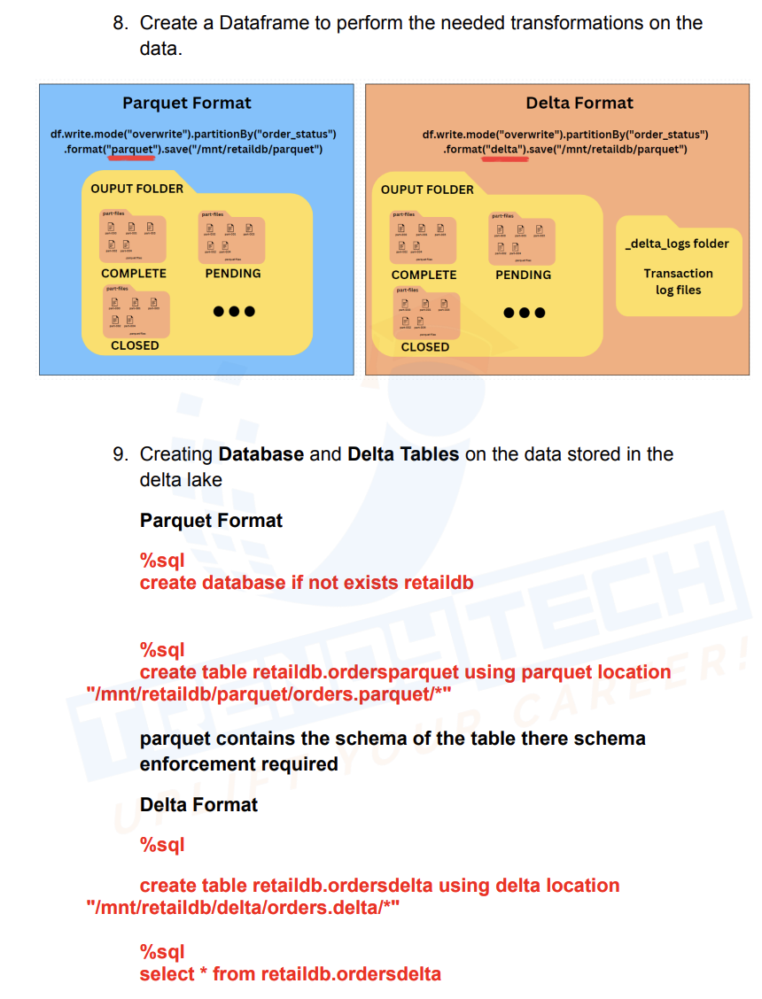 8. Create a Dataframe to perform the needed transformations on the
data.
Parquet Format
df.write.mode("overwrite").partitionBy("order_status")
.format("parquet").save("/mnt/retaildb/parquet")
OUPUT FOLDER
part-files
part-files
COMPLETE
PENDING
part-files
CLOSED
Delta Format
df.write.mode("overwrite").partitionBy("order_status")
.format("delta").save("/mnt/retaildb/parquet")
OUPUT FOLDER
part-files
part-files
COMPLETE
PENDING
part-files
CLOSED
_delta_logs folder
Transaction
log files
9. Creating Database and Delta Tables on the data stored in the
delta lake
Parquet Format
%sql
create database if not exists retaildb
%sql
create table retaildb.ordersparquet using parquet location
"/mnt/retaildb/parquet/orders.parquet/*"
parquet contains the schema of the table there schema
enforcement required
Delta Format
%sql
create table retaildb.ordersdelta using delta location
"/mnt/retaildb/delta/orders.delta/*"
%sql
select * from retaildb.ordersdelta
TRENDYTECH
UPLIFT YOUR CAREER!